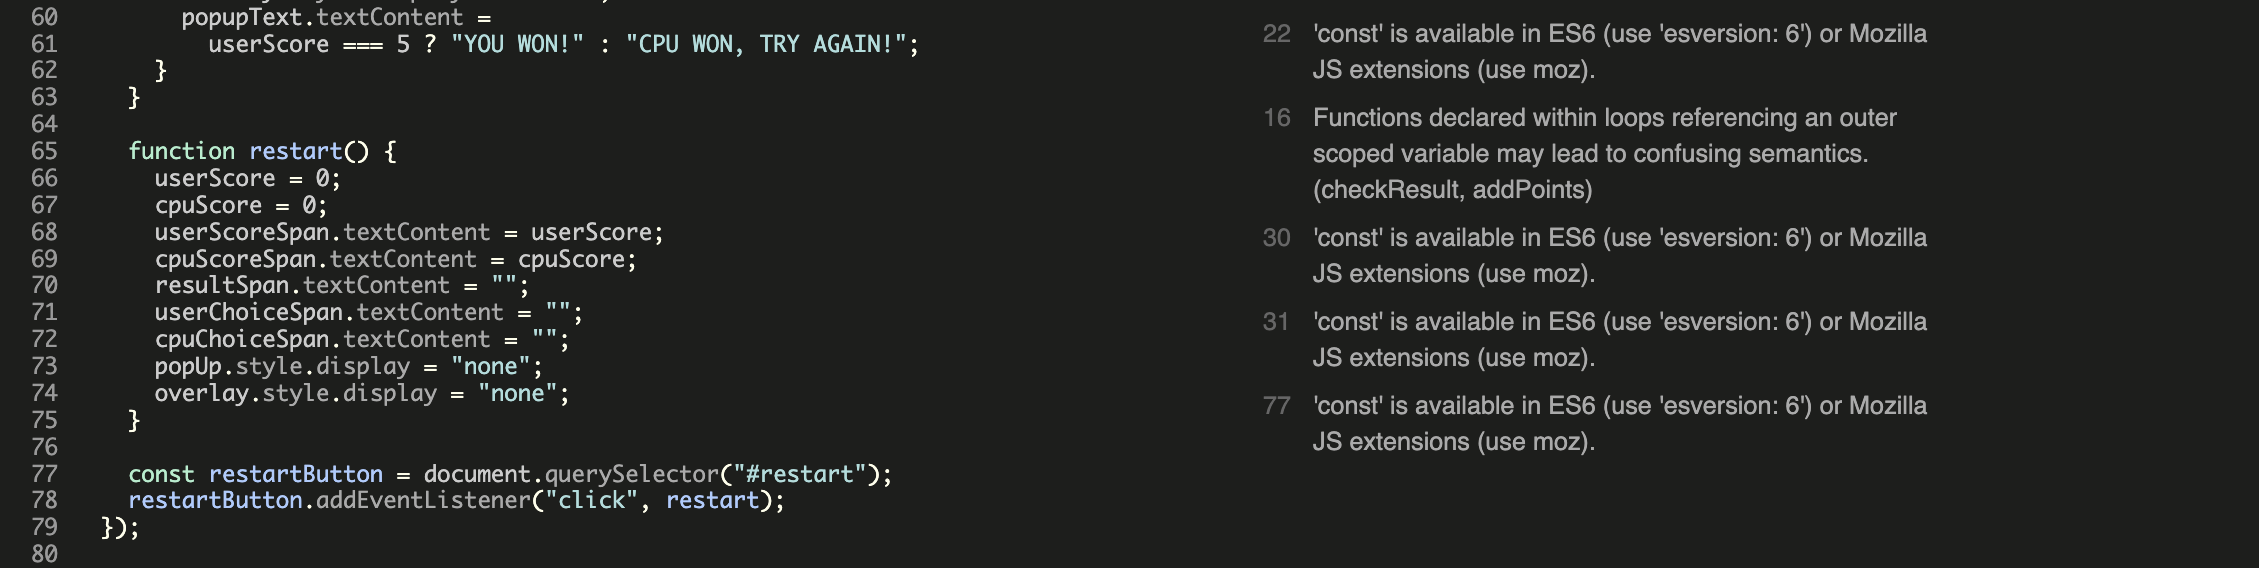 60 popupText.textContent =
61 userScore === 5 ? "YOU WON!" : "CPU WON, TRY AGAIN!";
62 }
63 }
64
65 function restart() {
66 userScore = 0;
67 cpuScore = 0;
68 userScoreSpan.textContent = userScore;
69 cpuScoreSpan.textContent = cpuScore;
70 resultSpan.textContent = "";
71 userChoiceSpan.textContent = "";
72 cpuChoiceSpan.textContent = "";
73 popUp.style.display = "none";
74 overlay.style.display = "none";
75 }
76
77 const restartButton = document.querySelector("#restart");
78 restartButton.addEventListener("click", restart);
79 });
80
22 'const' is available in ES6 (use 'esversion: 6') or Mozilla
JS extensions (use moz).
16 Functions declared within loops referencing an outer
scoped variable may lead to confusing semantics.
(checkResult, addPoints)
30 'const' is available in ES6 (use 'esversion: 6') or Mozilla
JS extensions (use moz).
31 'const' is available in ES6 (use 'esversion: 6') or Mozilla
JS extensions (use moz).
77 'const' is available in ES6 (use 'esversion: 6') or Mozilla
JS extensions (use moz).